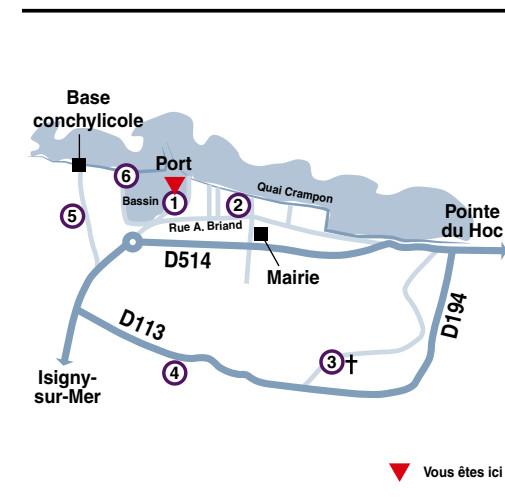 Base
conchylicole
Port
6
Bassin
1
2
Quai Crampon
5
Rue A. Briand
Pointe
du Hoc
D514
Mairie
D113
D194
3
4
Isigny-
sur-Mer
Vous êtes ici